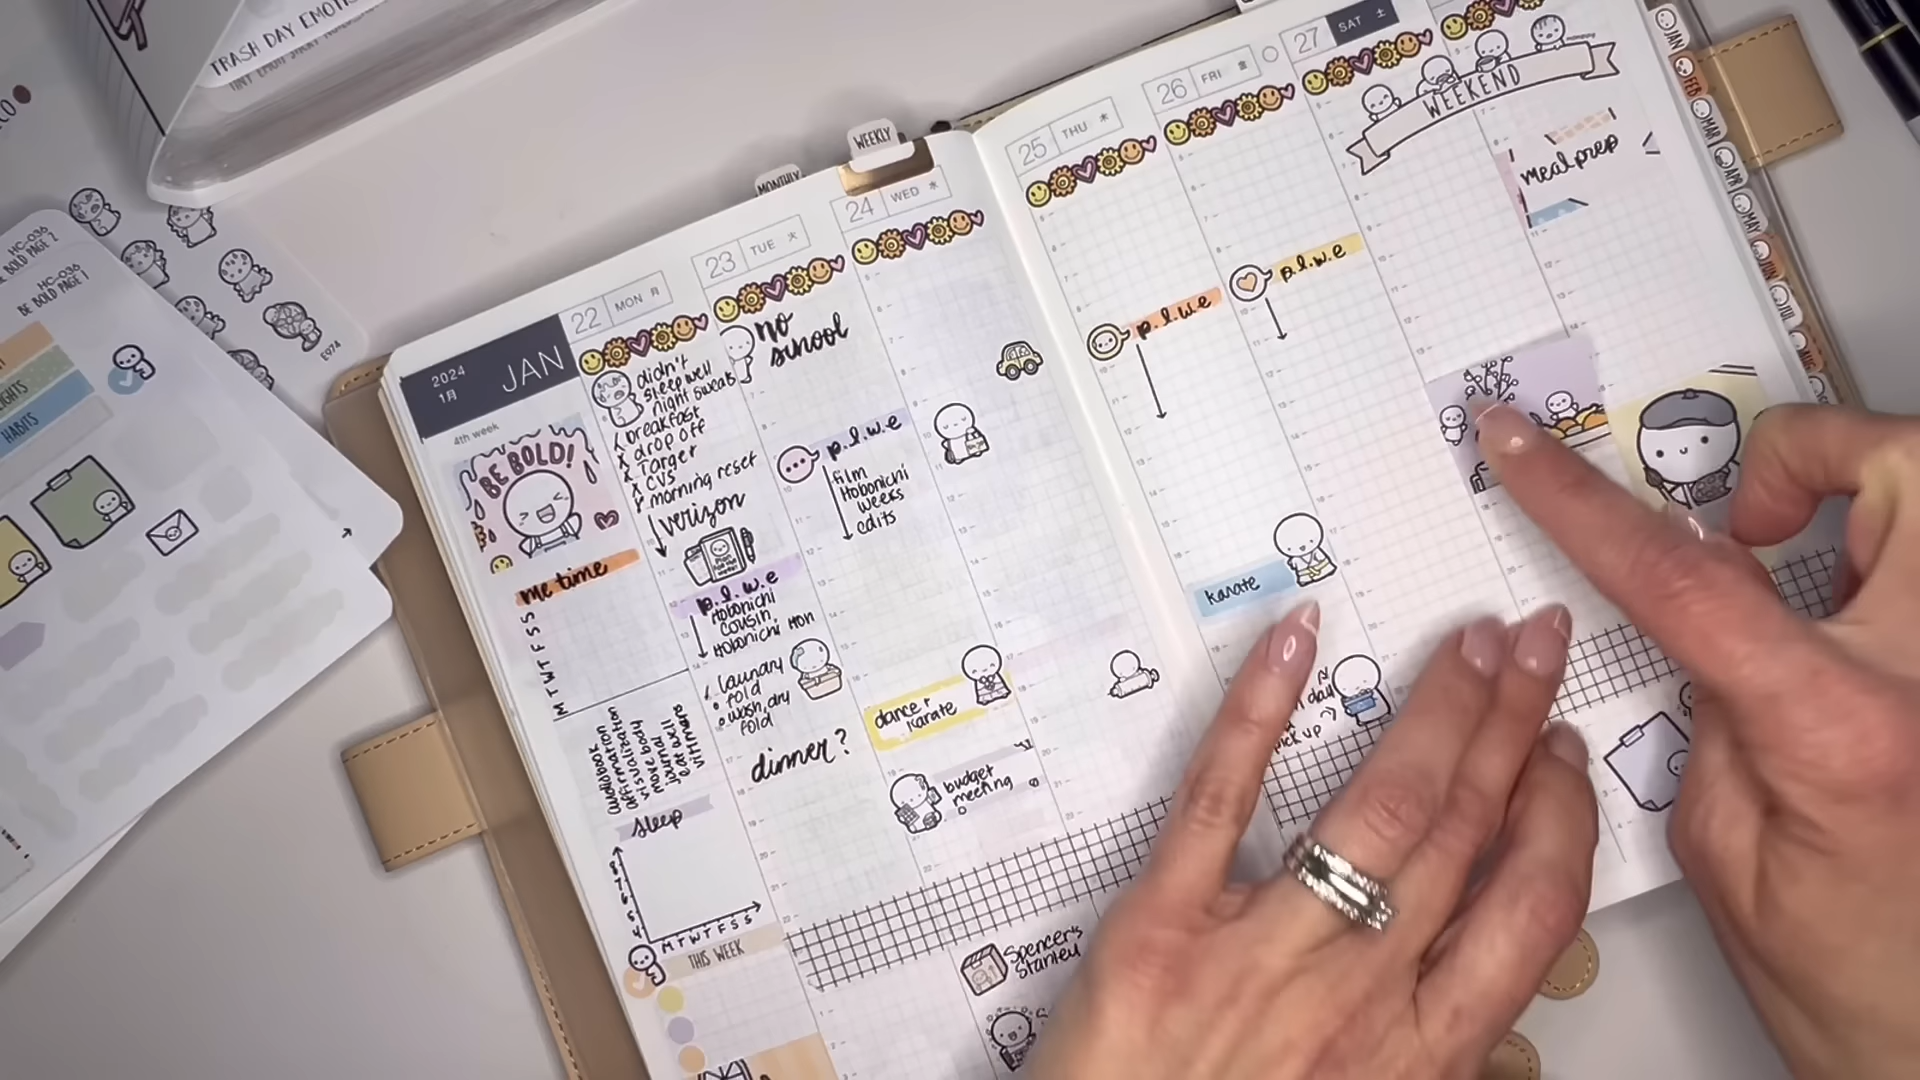 TRASH DAY EMOTI
HC-036
BE BOLD PAGE 2
HC-036
BE BOLD PAGE 1
HABITS
E974
MONTHLY
WEEKLY
2024
1月
JAN
4th week
BE BOLD!
me time
M T W T F S S
affirmation
visualization
move body
journal
eat well
vitamins
sleep
M T W T F S S
THIS WEEK
22 MON 月
didn't
sleep well
night sweats
breakfast
drop off
Target
CVS
morning reset
verizon
p.l.w.e
Hobonichi
cousin
Hobonichi HON
laundry
fold
wash, dry
fold
dinner?
23 TUE 火
no
school
p.l.w.e
film
Hobonichi
weeks
edits
dance +
karate
budget
meeting
24 WED 水
Spencer's
Stanley
25 THU 木
p.l.w.e
karate
26 FRI 金
p.l.w.e
day
pick up
27 SAT 土
WEEKEND
meal prep
JAN
FEB
MAR
APR
MAY
JUN
JUL
AUG